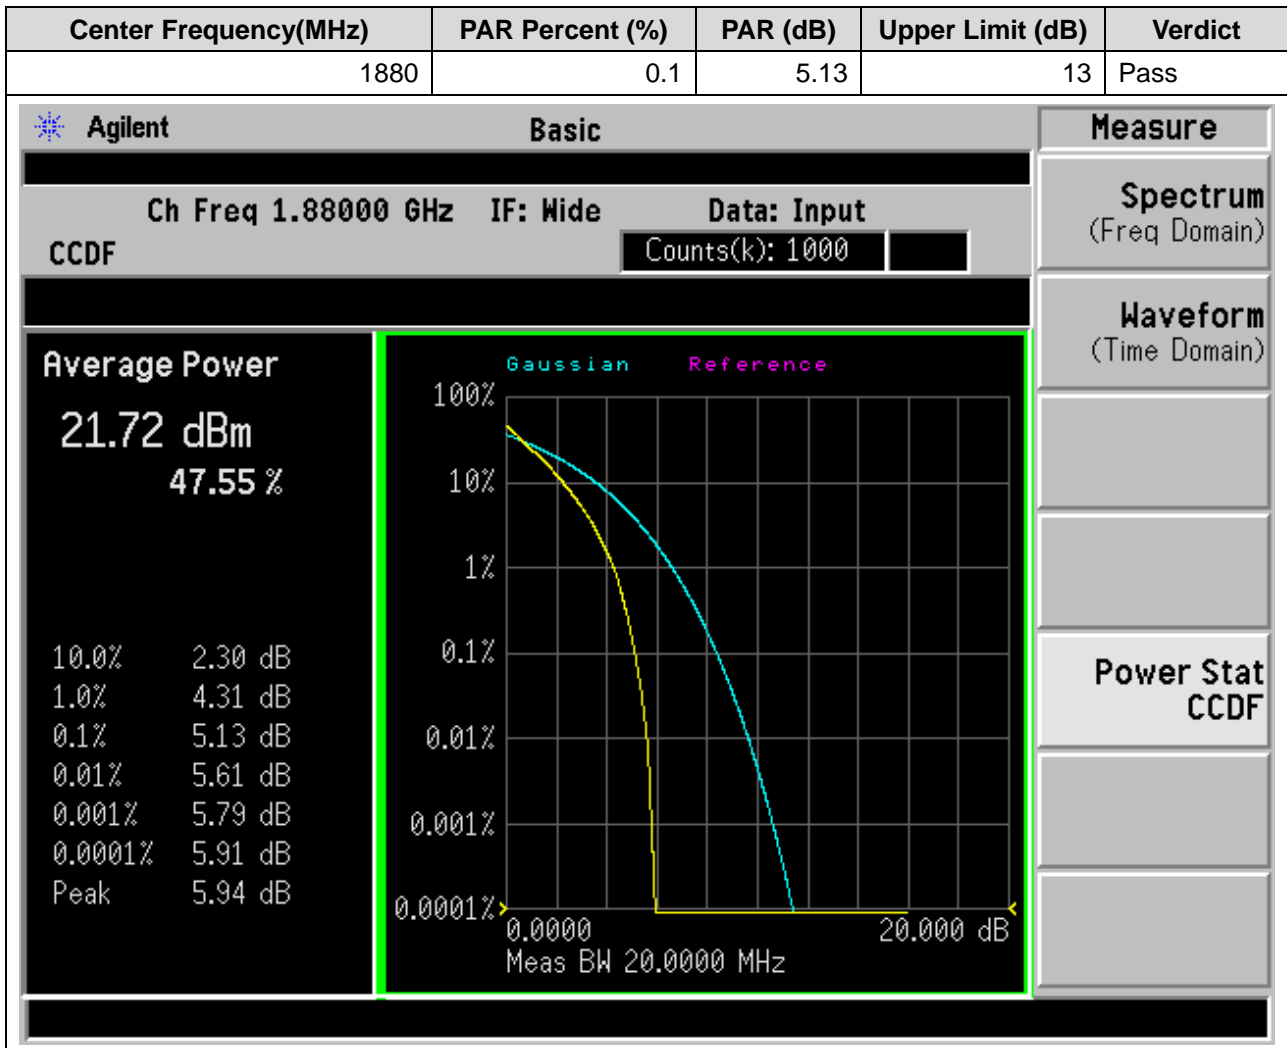 Center Frequency(MHz) PAR Percent (%) PAR (dB) Upper Limit (dB) Verdict
1880 0.1 5.13 13 Pass
Agilent Basic Measure
Ch Freq 1.88000 GHz IF: Wide Data: Input
CCDF Counts(k): 1000
Average Power
21.72 dBm
47.55 %
10.0% 2.30 dB
1.0% 4.31 dB
0.1% 5.13 dB
0.01% 5.61 dB
0.001% 5.79 dB
0.0001% 5.91 dB
Peak 5.94 dB
Gaussian Reference
100%
10%
1%
0.1%
0.01%
0.001%
0.0001%
0.0000 20.000 dB
Meas BW 20.0000 MHz
Spectrum
(Freq Domain)
Waveform
(Time Domain)
Power Stat
CCDF